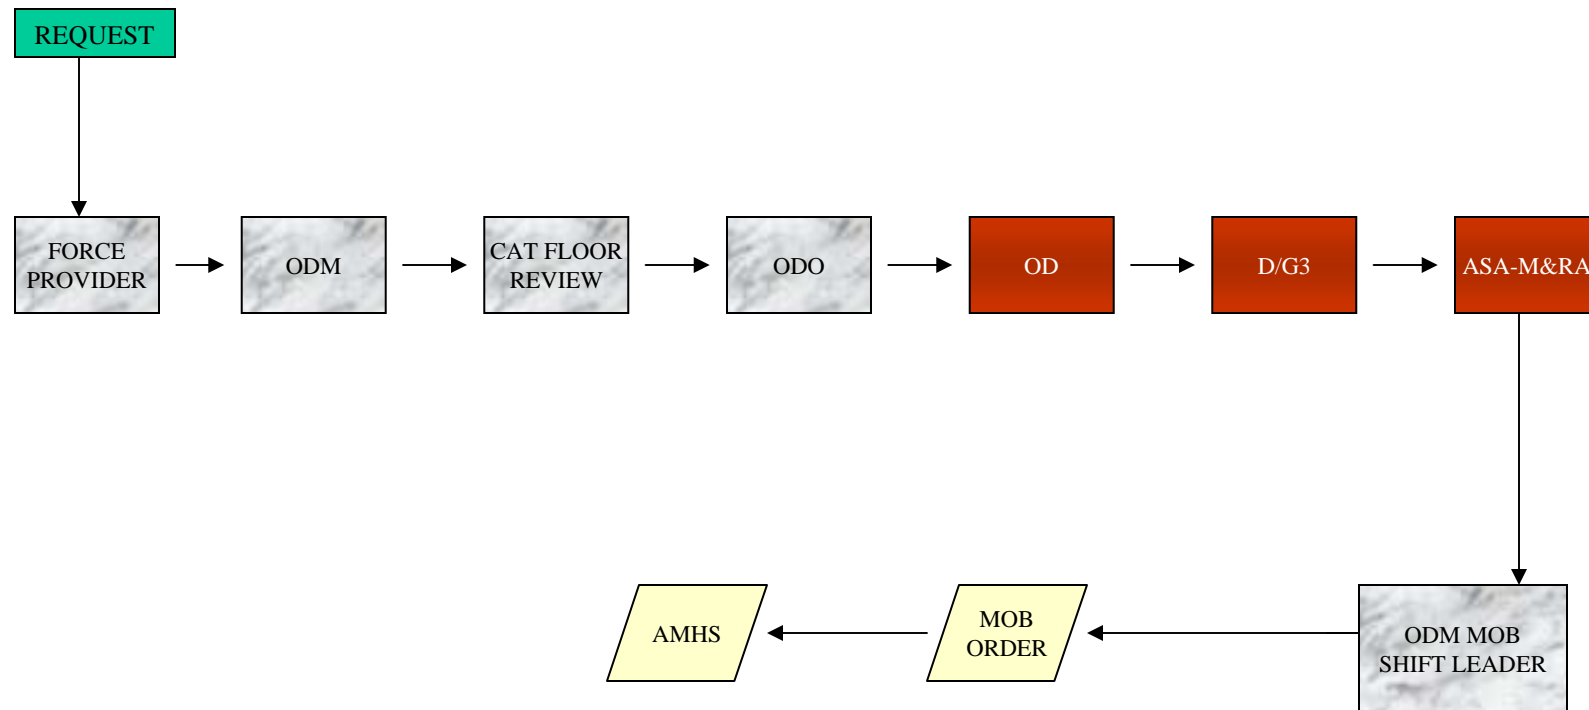 REQUEST
FORCE
PROVIDER
ODM
CAT FLOOR
REVIEW
ODO
OD
D/G3
ASA-M&RA
AMHS
MOB
ORDER
ODM MOB
SHIFT LEADER